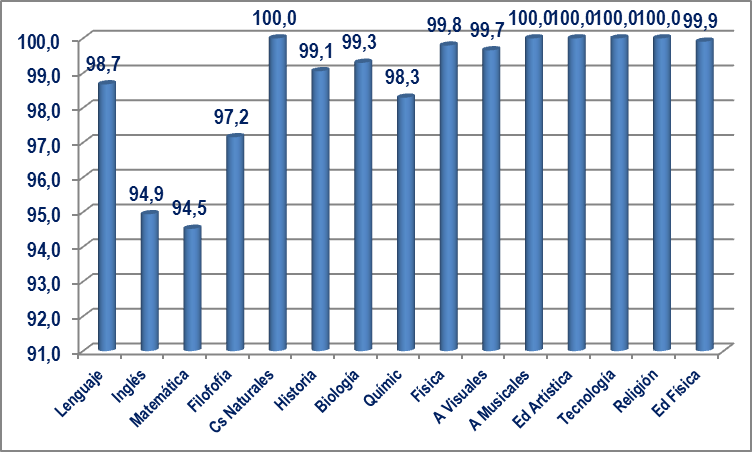 100,0
99,0
98,0
97,0
96,0
95,0
94,0
93,0
92,0
91,0
98,7
94,9
94,5
97,2
100,0
99,1
99,3
98,3
99,8
99,7
100,0
100,0
100,0
100,0
99,9
Lenguaje
Inglés
Matemática
Filofofía
Cs Naturales
Historia
Biología
Químic
Física
A Visuales
A Musicales
Ed Artística
Tecnología
Religión
Ed Física